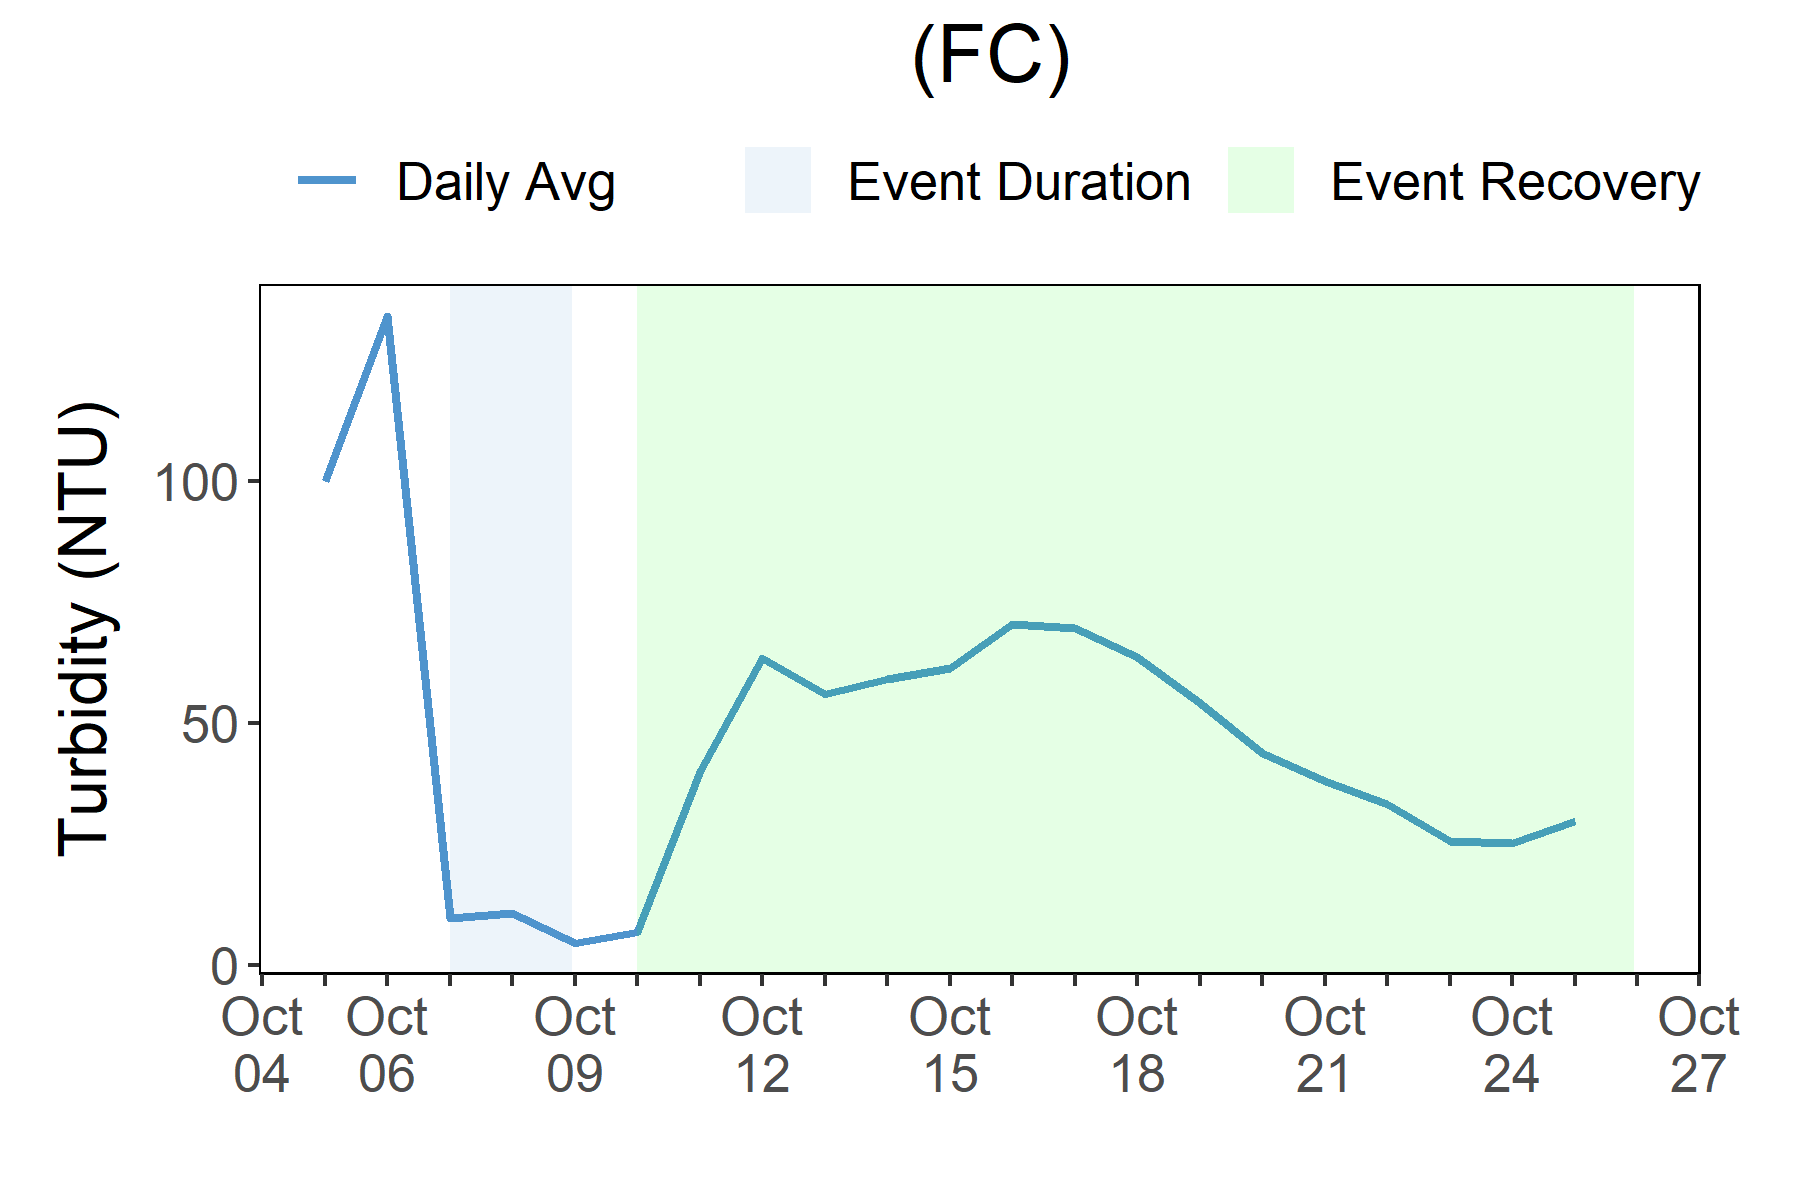 (FC)
Daily Avg Event Duration Event Recovery
Turbidity (NTU)
100
50
0
Oct Oct Oct Oct Oct Oct Oct Oct Oct
04 06 09 12 15 18 21 24 27